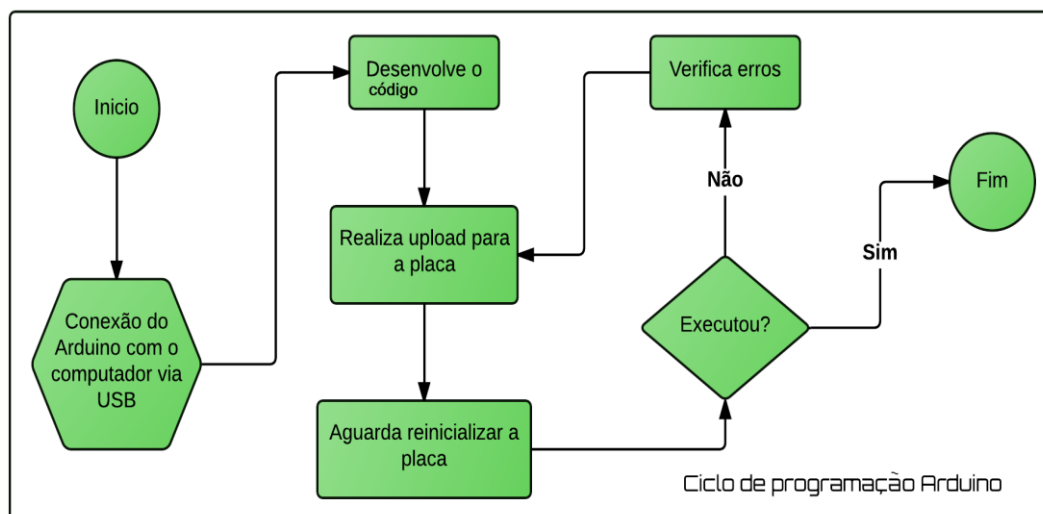 Inicio
Conexão do
Arduino com o
computador via
USB
Desenvolve o
código
Realiza upload para
a placa
Aguarda reinicializar a
placa
Executou?
Não
Verifica erros
Sim
Fim
Ciclo de programação Arduino